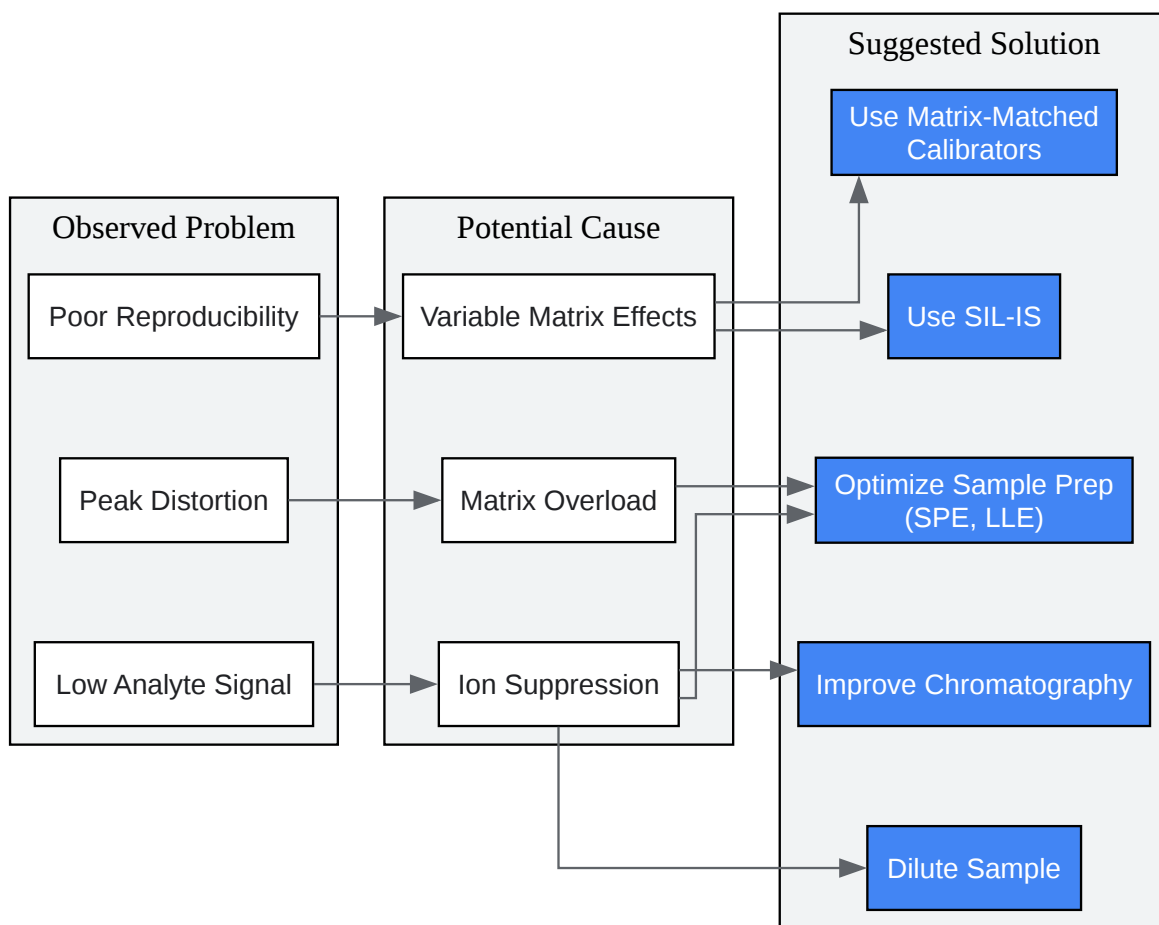 Observed Problem
Poor Reproducibility
Peak Distortion
Low Analyte Signal
Potential Cause
Variable Matrix Effects
Matrix Overload
Ion Suppression
Suggested Solution
Use Matrix-Matched
Calibrators
Use SIL-IS
Optimize Sample Prep
(SPE, LLE)
Improve Chromatography
Dilute Sample